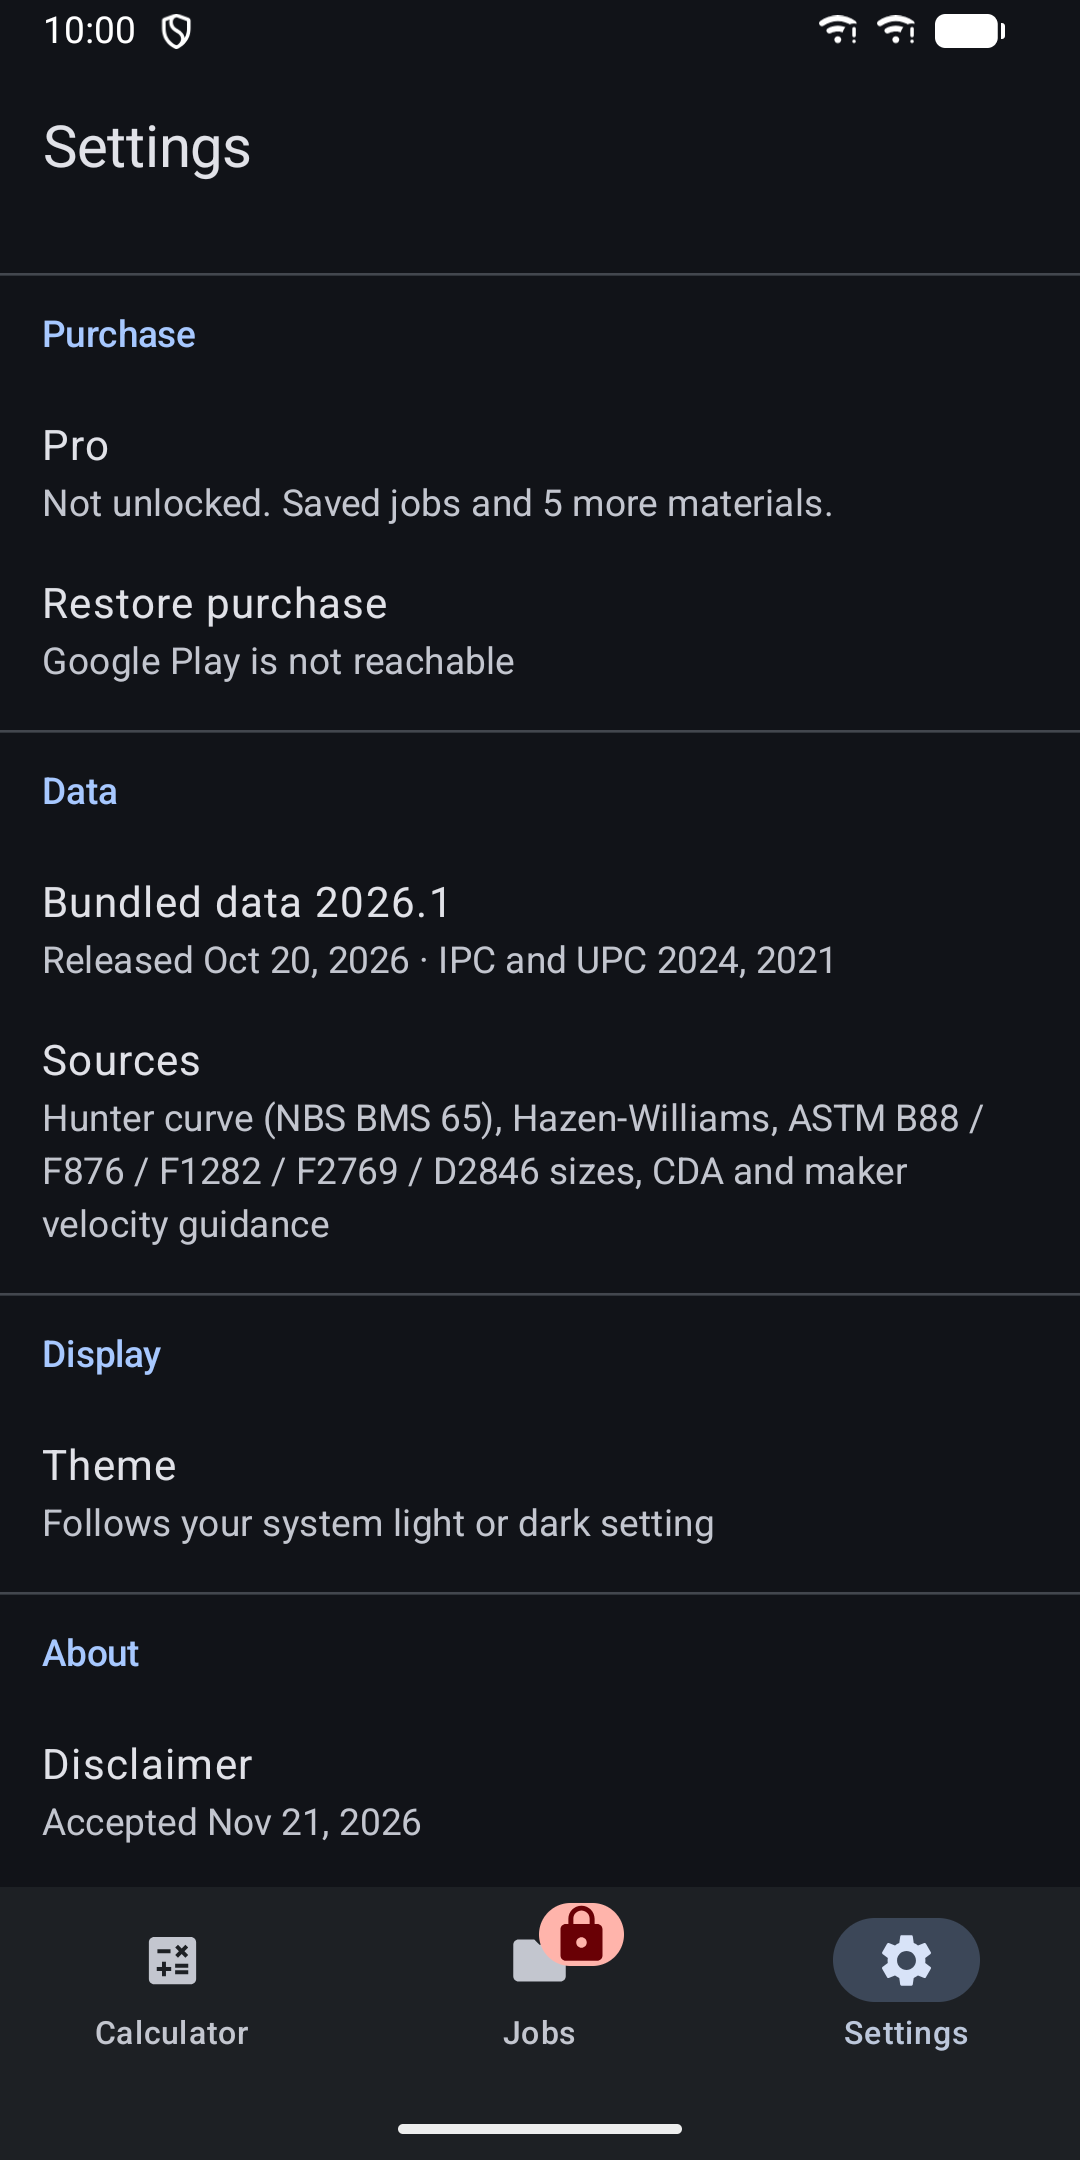 10:00
Settings
Purchase
Pro
Not unlocked. Saved jobs and 5 more materials.
Restore purchase
Google Play is not reachable
Data
Bundled data 2026.1
Released Oct 20, 2026 · IPC and UPC 2024, 2021
Sources
Hunter curve (NBS BMS 65), Hazen-Williams, ASTM B88 /
F876 / F1282 / F2769 / D2846 sizes, CDA and maker
velocity guidance
Display
Theme
Follows your system light or dark setting
About
Disclaimer
Accepted Nov 21, 2026
Calculator
Jobs
Settings